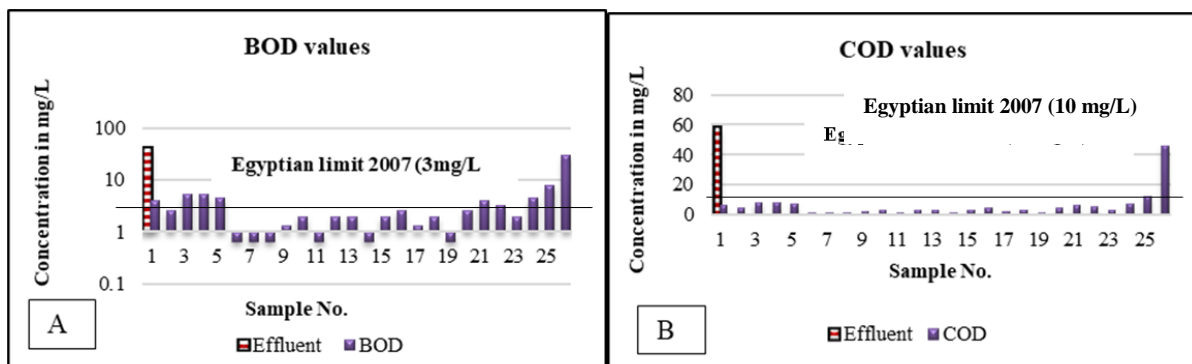 BOD values
Concentration in mg/L
100
10
1
0.1
Egyptian limit 2007 (3mg/L
1 3 5 7 9 11 13 15 17 19 21 23 25
Sample No.
Effluent BOD
A
COD values
Concentration in mg/L
80
60
40
20
0
Egyptian limit 2007 (10 mg/L)
1 3 5 7 9 11 13 15 17 19 21 23 25
Sample No.
Effluent COD
B